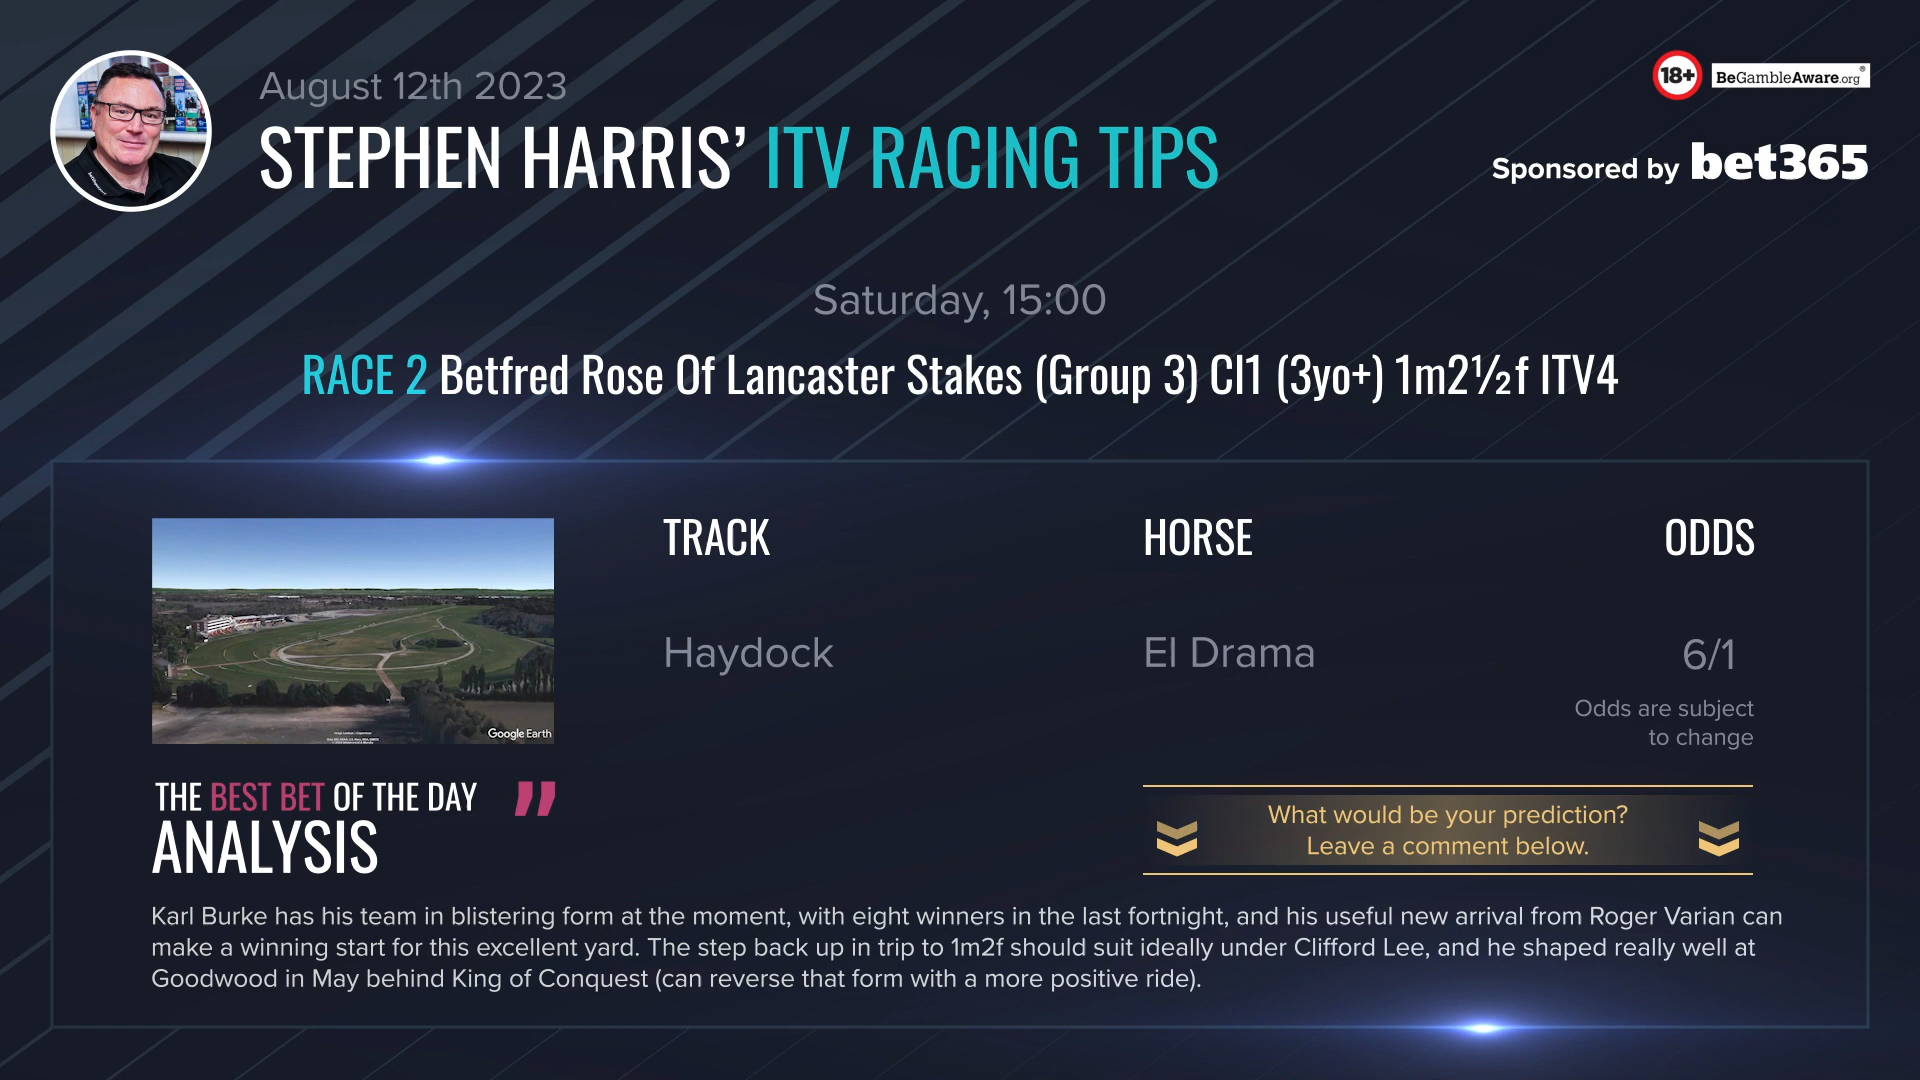 August 12th 2023
STEPHEN HARRIS’ ITV RACING TIPS
18+ BeGambleAware.org®
Sponsored by bet365
Saturday, 15:00
RACE 2 Betfred Rose Of Lancaster Stakes (Group 3) Cl1 (3yo+) 1m2½f ITV4
TRACK
HORSE
ODDS
Haydock
El Drama
6/1
Odds are subject
to change
Google Earth
THE BEST BET OF THE DAY ”
ANALYSIS
What would be your prediction?
Leave a comment below.
Karl Burke has his team in blistering form at the moment, with eight winners in the last fortnight, and his useful new arrival from Roger Varian can
make a winning start for this excellent yard. The step back up in trip to 1m2f should suit ideally under Clifford Lee, and he shaped really well at
Goodwood in May behind King of Conquest (can reverse that form with a more positive ride).